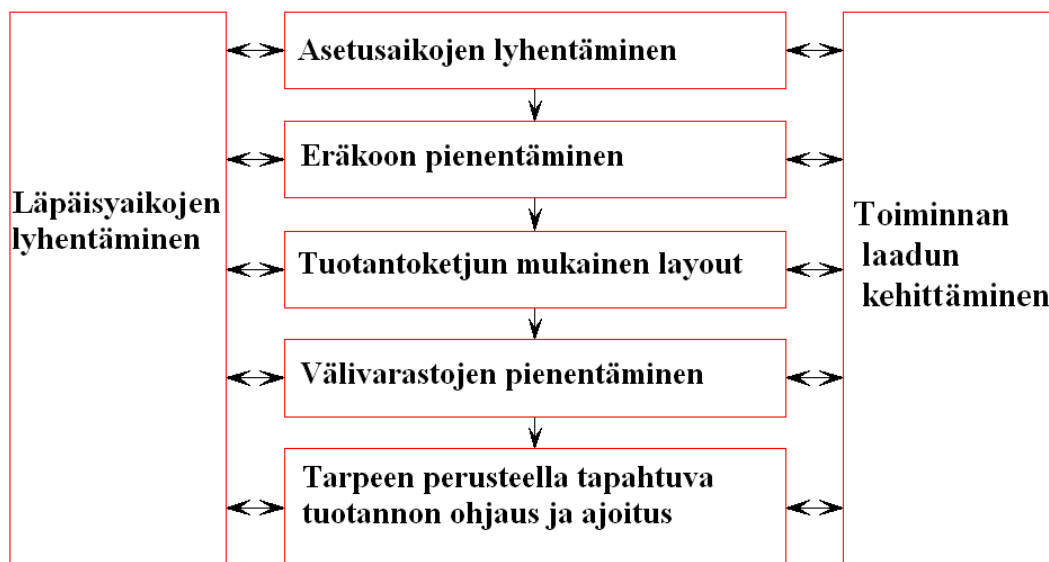 Läpäisyaikojen
lyhentäminen
Asetusaikojen lyhentäminen
Eräkoon pienentäminen
Tuotantoketjun mukainen layout
Välivarastojen pienentäminen
Tarpeen perusteella tapahtuva
tuotannon ohjaus ja ajoitus
Toiminnan
laadun
kehittäminen